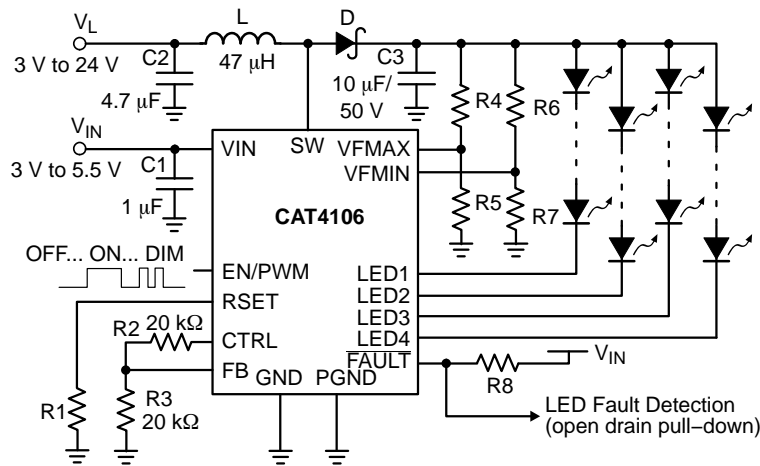 VL
L
D
3 V to 24 V
C2
47 μH
C3
4.7 μF
10 μF/
50 V
R4
R6
VIN
3 V to 5.5 V
C1
1 μF
VIN
SW
VFMAX
VFMIN
CAT4106
R5
R7
OFF... ON... DIM
EN/PWM
LED1
RSET
LED2
R2
20 kΩ
CTRL
LED3
LED4
FB
FAULT
VIN
GND
PGND
R8
R1
R3
20 kΩ
LED Fault Detection
(open drain pull−down)